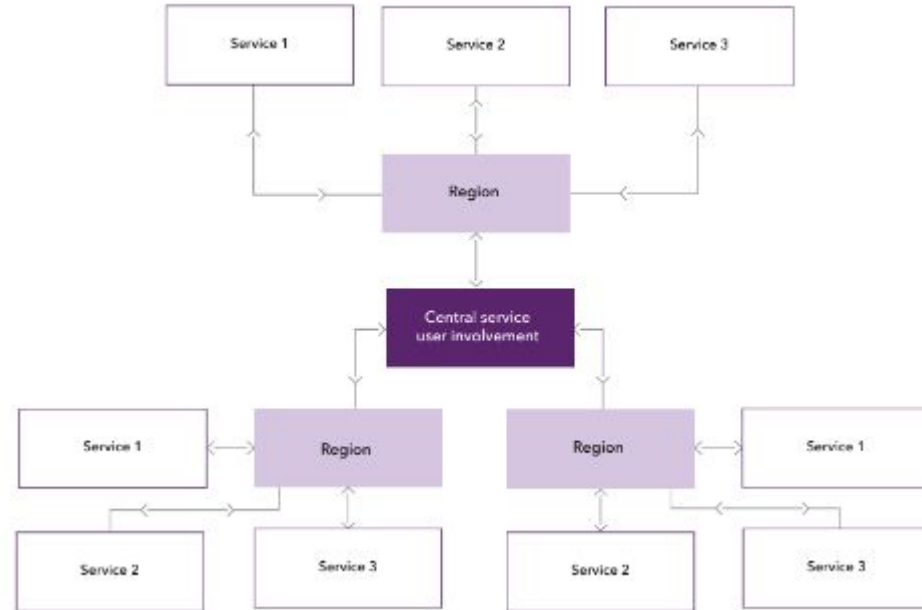 Service 1
Service 2
Service 3
Region
Central service
user involvement
Service 1
Region
Region
Service 1
Service 2
Service 3
Service 2
Service 3